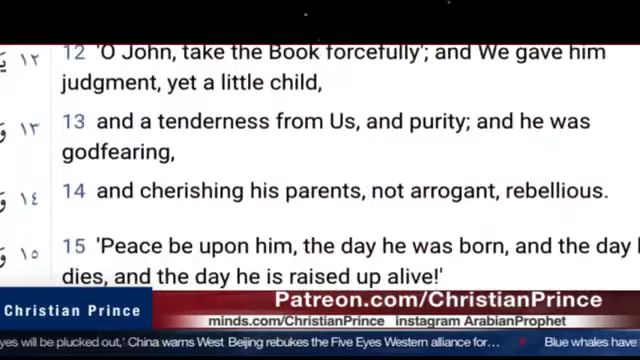 12 'O John, take the Book forcefully'; and We gave him ١٢
judgment, yet a little child,
13 and a tenderness from Us, and purity; and he was ١٣
godfearing,
14 and cherishing his parents, not arrogant, rebellious. ١٤
15 'Peace be upon him, the day he was born, and the day ١٥
dies, and the day he is raised up alive!'
Christian Prince
Patreon.com/ChristianPrince
minds.com/ChristianPrince instagram ArabianProphet
yes will be plucked out,' China warns West Beijing rebukes the Five Eyes Western alliance for... Blue whales have